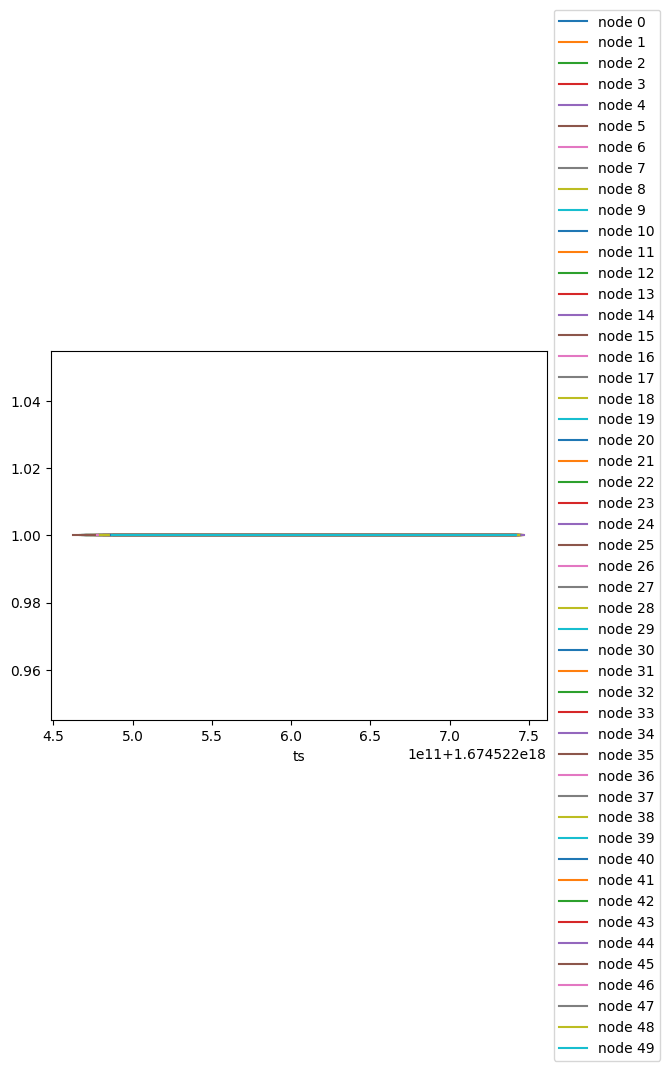 node 0
node 1
node 2
node 3
node 4
node 5
node 6
node 7
node 8
node 9
node 10
node 11
node 12
node 13
node 14
node 15
node 16
node 17
node 18
node 19
node 20
node 21
node 22
node 23
node 24
node 25
node 26
node 27
node 28
node 29
node 30
node 31
node 32
node 33
node 34
node 35
node 36
node 37
node 38
node 39
node 40
node 41
node 42
node 43
node 44
node 45
node 46
node 47
node 48
node 49
1.04
1.02
1.00
0.98
0.96
4.5 5.0 5.5 6.0 6.5 7.0 7.5
ts
1e11+1.674522e18